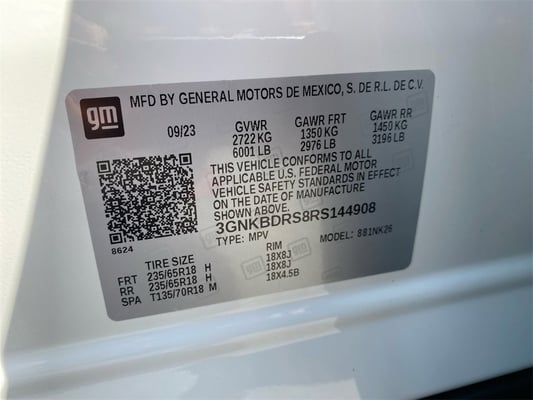 MFD BY GENERAL MOTORS DE MEXICO, S. DE R.L. DE C.V.
gm
09/23 GVWR GAWR FRT GAWR RR
2722 KG 1350 KG 1450 KG
6001 LB 2976 LB 3196 LB
THIS VEHICLE CONFORMS TO ALL
APPLICABLE U.S. FEDERAL MOTOR
VEHICLE SAFETY STANDARDS IN EFFECT
ON THE DATE OF MANUFACTURE
SHOWN ABOVE.
3GNKBDRS8RS144908
8624
TYPE: MPV MODEL: 881NK26
TIRE SIZE RIM
FRT 235/65R18 H 18X8J
RR 235/65R18 H 18X8J
SPA T135/70R18 M 18X4.5B